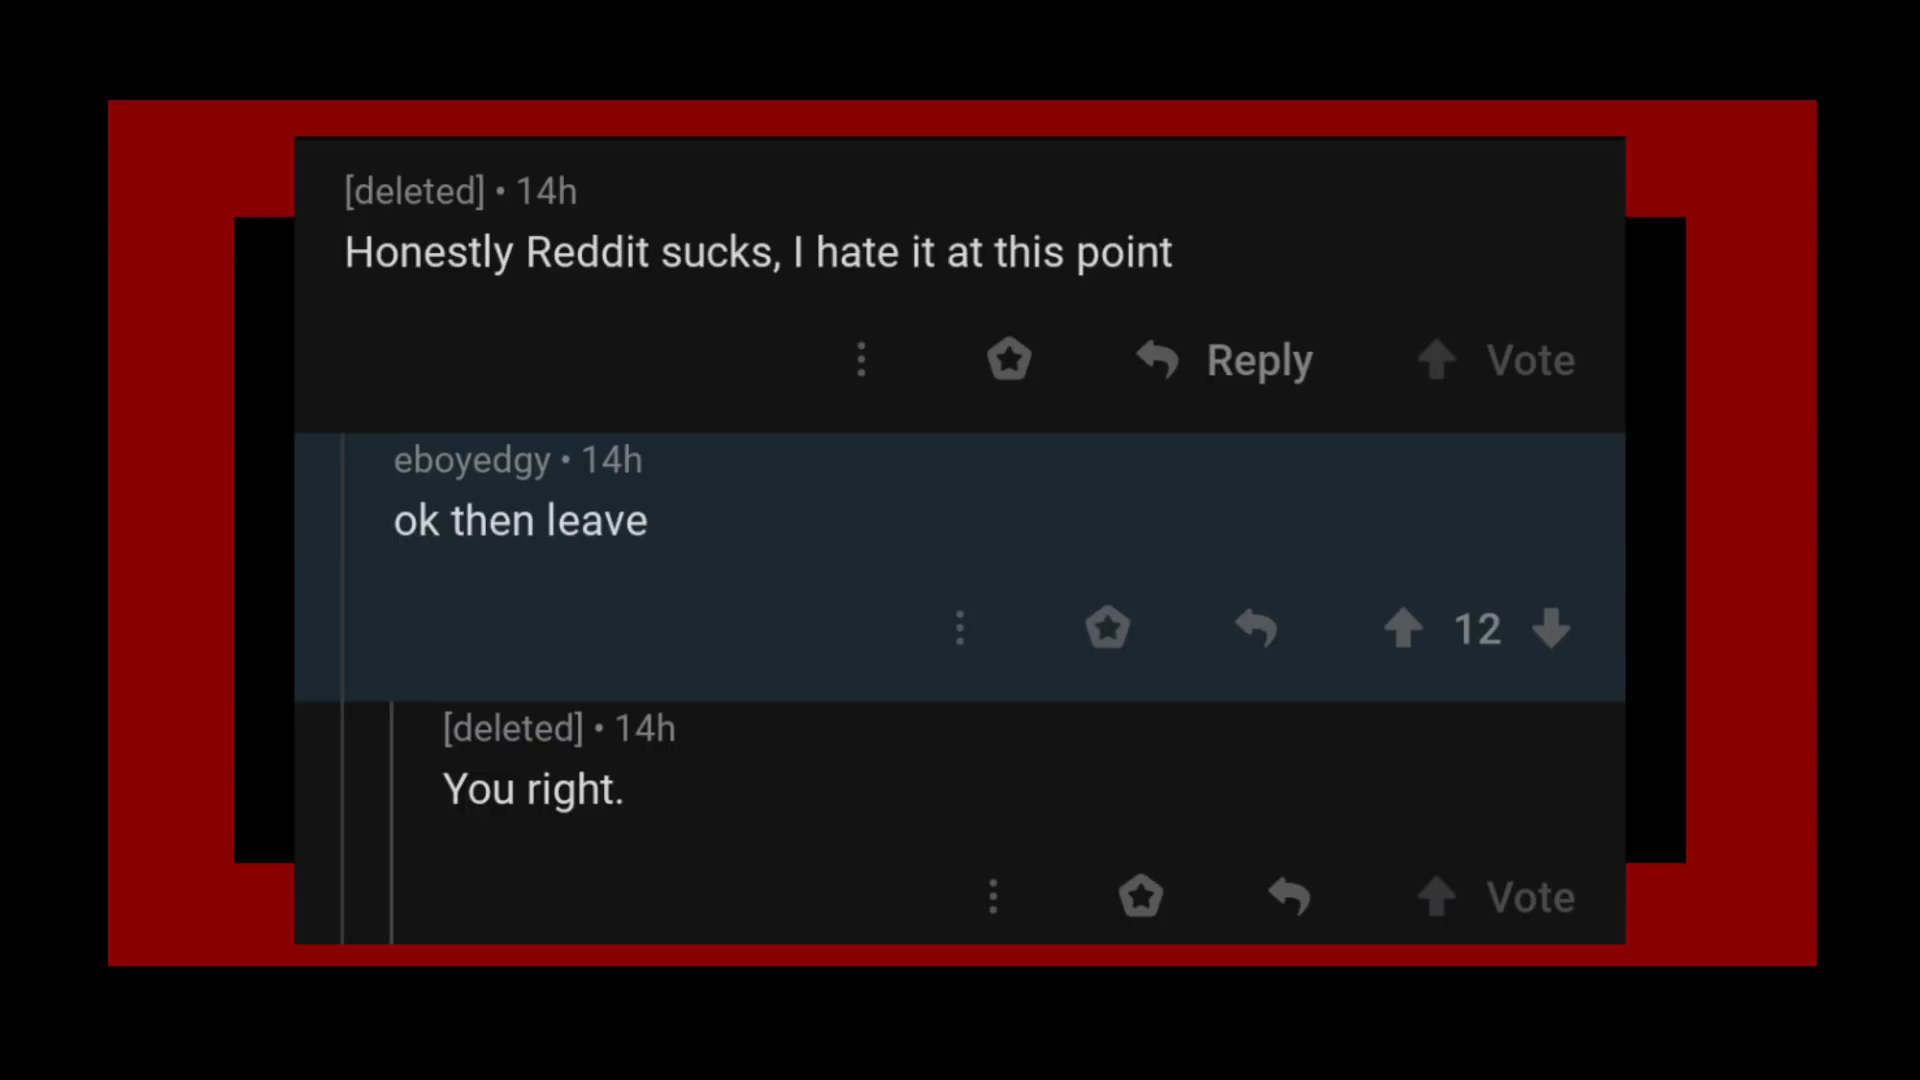 [deleted] • 14h
Honestly Reddit sucks, I hate it at this point
Reply Vote
eboyedgy • 14h
ok then leave
12
[deleted] • 14h
You right.
Vote